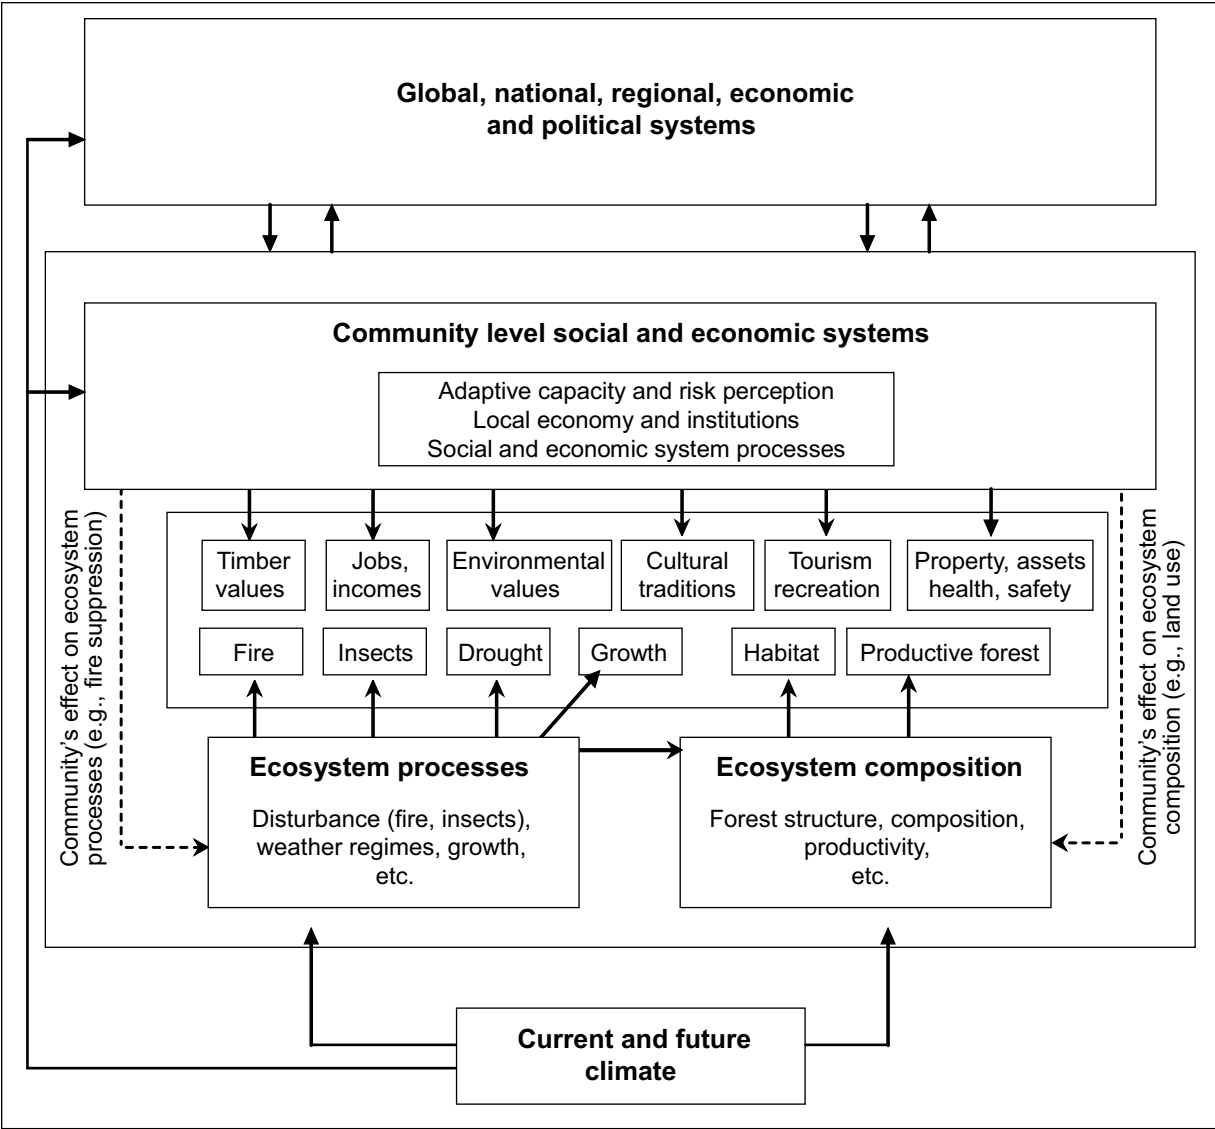 Global, national, regional, economic
and political systems
Community level social and economic systems
Adaptive capacity and risk perception
Local economy and institutions
Social and economic system processes
Community's effect on ecosystem
processes (e.g., fire suppression)
Timber
values
Jobs,
incomes
Environmental
values
Cultural
traditions
Tourism
recreation
Property, assets
health, safety
Fire
Insects
Drought
Growth
Habitat
Productive forest
Community's effect on ecosystem
composition (e.g., land use)
Ecosystem processes
Disturbance (fire, insects),
weather regimes, growth,
etc.
Ecosystem composition
Forest structure, composition,
productivity,
etc.
Current and future
climate